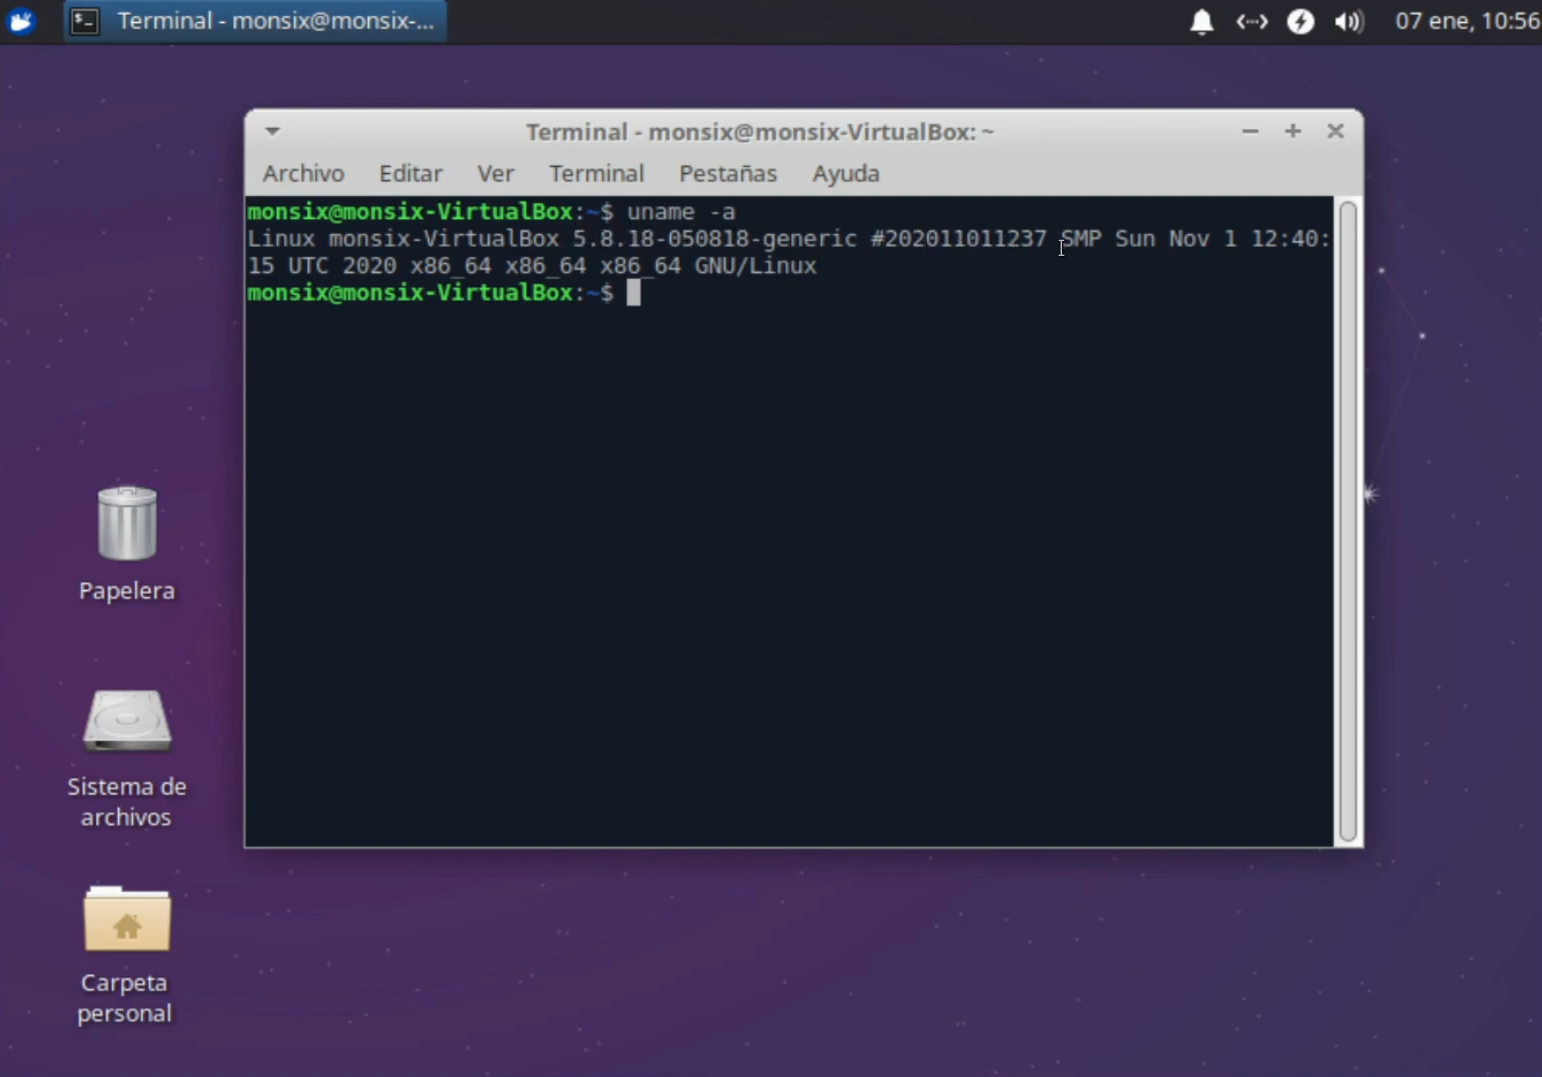 Terminal - monsix@monsix-...
07 ene, 10:56
Terminal - monsix@monsix-VirtualBox: ~
Archivo Editar Ver Terminal Pestañas Ayuda
monsix@monsix-VirtualBox:~$ uname -a
Linux monsix-VirtualBox 5.8.18-050818-generic #202011011237 SMP Sun Nov 1 12:40:
15 UTC 2020 x86_64 x86_64 x86_64 GNU/Linux
monsix@monsix-VirtualBox:~$
Papelera
Sistema de
archivos
Carpeta
personal